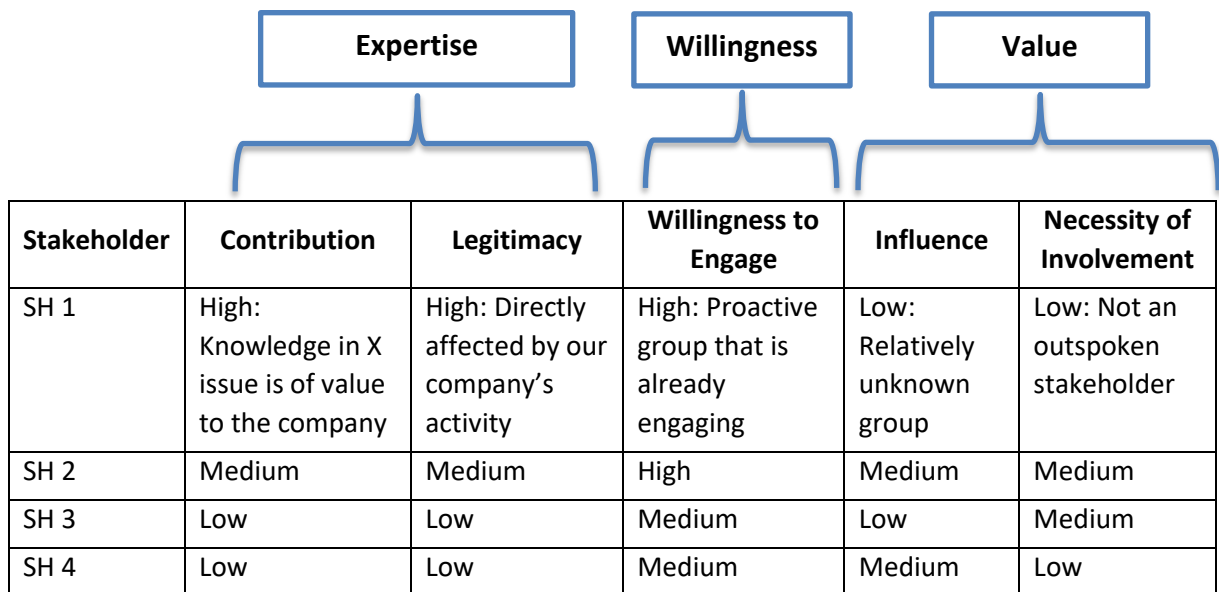 Expertise
Willingness
Value
Stakeholder
Contribution
Legitimacy
Willingness to
Engage
Influence
Necessity of
Involvement
SH 1
High:
Knowledge in X
issue is of value
to the company
High: Directly
affected by our
company’s
activity
High: Proactive
group that is
already
engaging
Low:
Relatively
unknown
group
Low: Not an
outspoken
stakeholder
SH 2
Medium
Medium
High
Medium
Medium
SH 3
Low
Low
Medium
Low
Medium
SH 4
Low
Low
Medium
Medium
Low